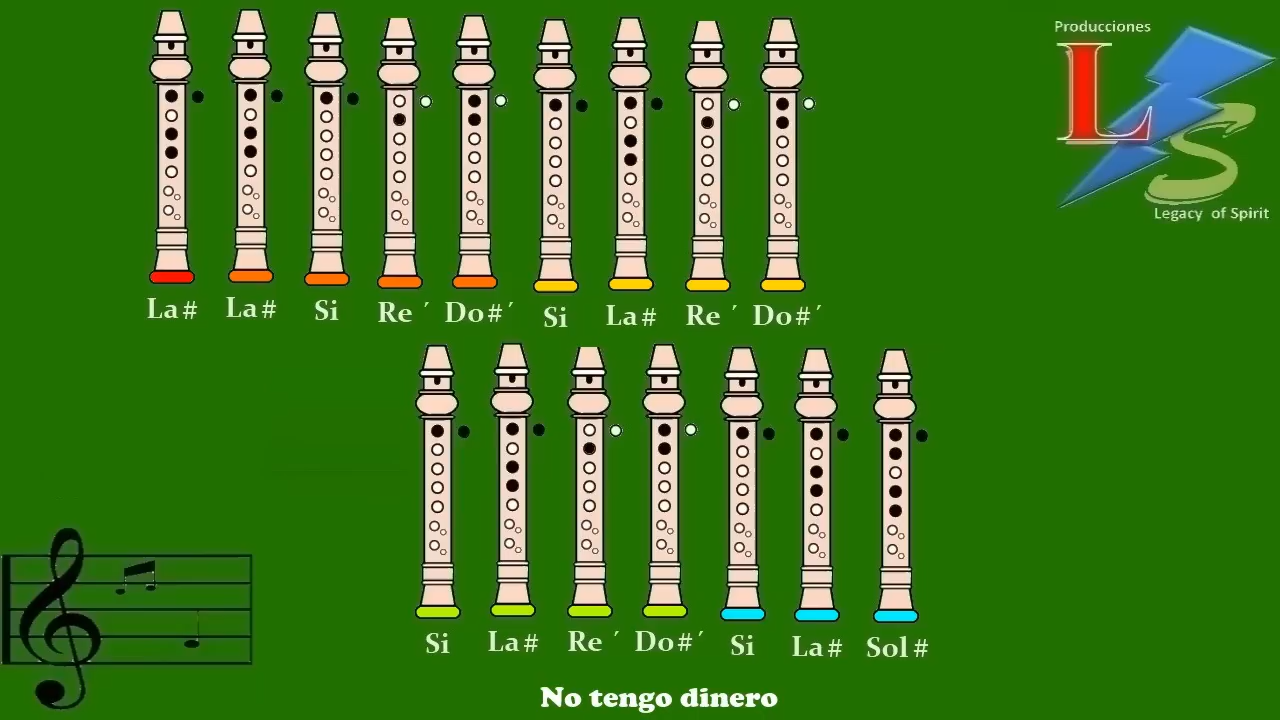 Producciones
LS
Legacy of Spirit
La# La# Si Re ´ Do#´ Si La# Re ´ Do#´
Si La# Re ´ Do#´ Si La# Sol#
No tengo dinero